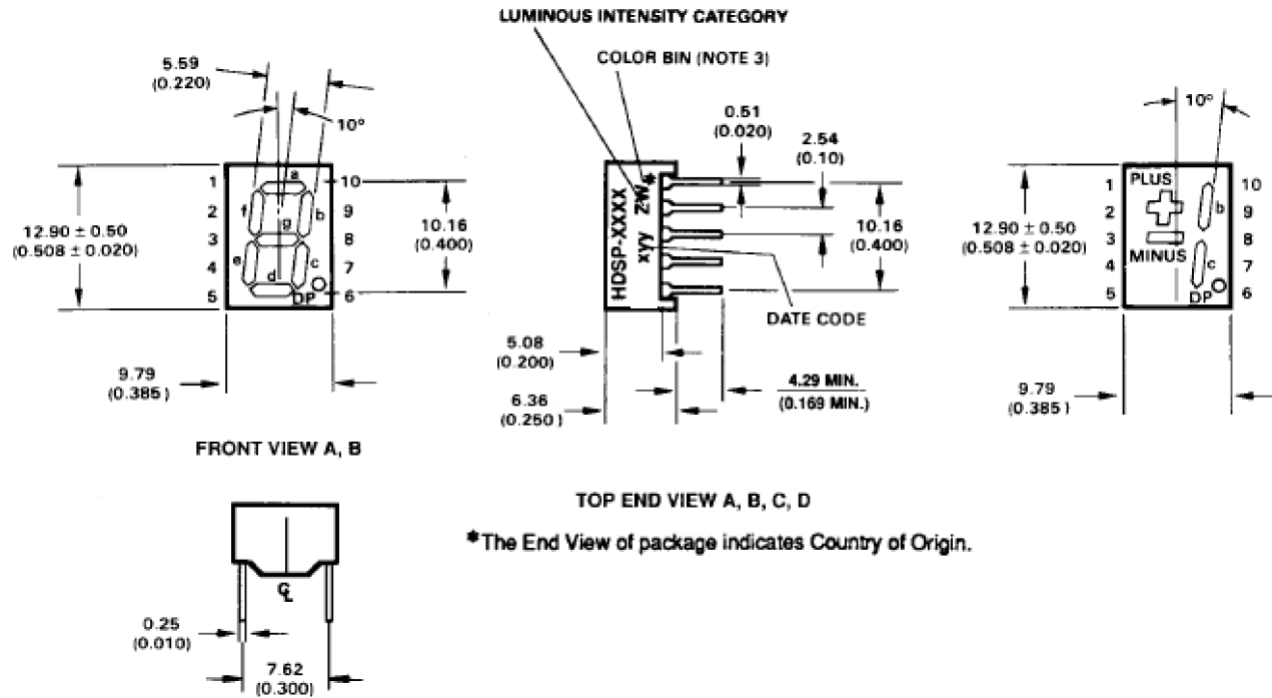 LUMINOUS INTENSITY CATEGORY
COLOR BIN (NOTE 3)
5.59
(0.220)
10°
12.90 ± 0.50
(0.508 ± 0.020)
1
2
3
4
5
a
f
b
g
e
c
d
DP
10
9
8
7
6
10.16
(0.400)
9.79
(0.385)
FRONT VIEW A, B
0.51
(0.020)
2.54
(0.10)
HDSP-XXXX
xyy ZW*
10.16
(0.400)
DATE CODE
5.08
(0.200)
6.36
(0.250)
4.29 MIN.
(0.169 MIN.)
10°
12.90 ± 0.50
(0.508 ± 0.020)
1
2
3
4
5
PLUS
MINUS
b
c
DP
10
9
8
7
6
9.79
(0.385)
TOP END VIEW A, B, C, D
*The End View of package indicates Country of Origin.
CL
0.25
(0.010)
7.62
(0.300)